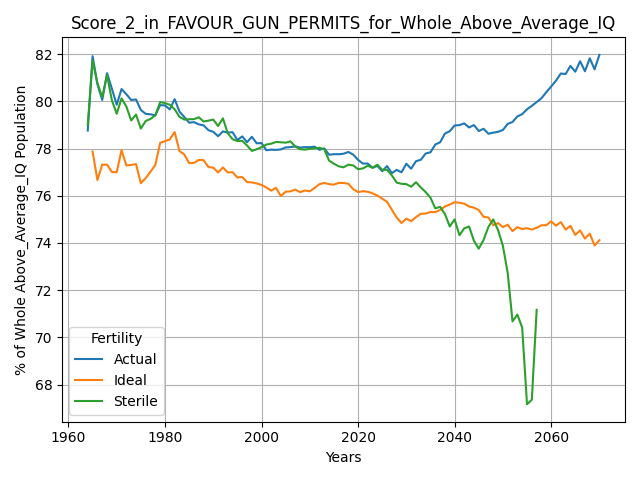 Score_2_in_FAVOUR_GUN_PERMITS_for_Whole_Above_Average_IQ
% of Whole Above_Average_IQ Population
82
80
78
76
74
72
70
68
Fertility
Actual
Ideal
Sterile
1960 1980 2000 2020 2040 2060
Years